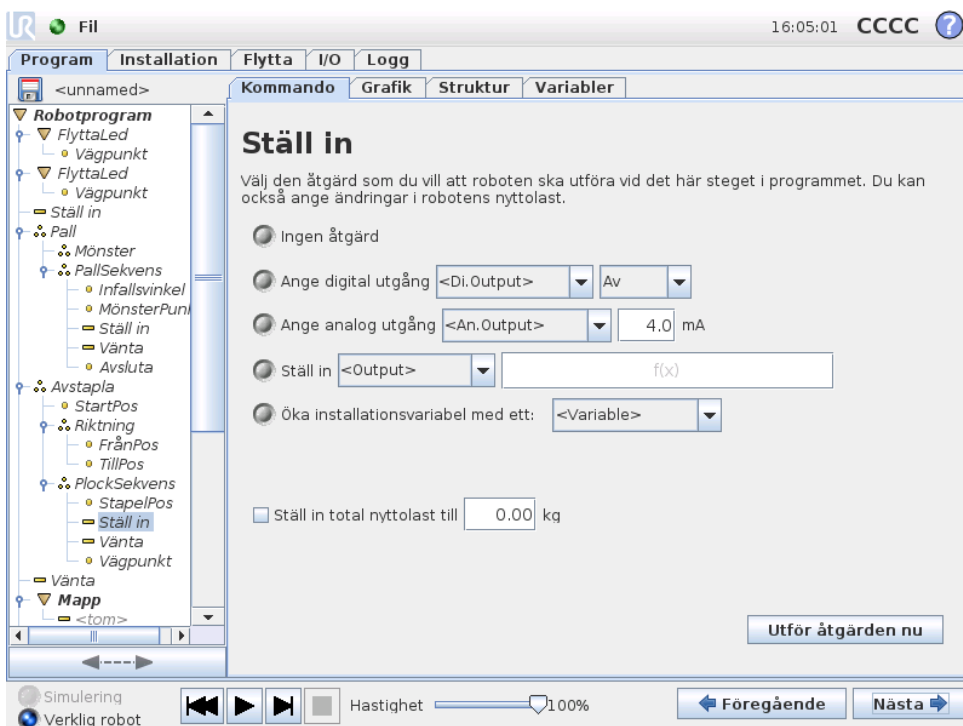 UR Fil 16:05:01 CCCC ?
Program Installation Flytta I/O Logg
<unnamed>
Robotprogram
FlyttaLed
Vägpunkt
FlyttaLed
Vägpunkt
Ställ in
Pall
Mönster
PallSekvens
Infallsvinkel
MönsterPunk
Ställ in
Vänta
Avsluta
Avstapla
StartPos
Riktning
FrånPos
TillPos
PlockSekvens
StapelPos
Ställ in
Vänta
Vägpunkt
Vänta
Mapp
<tom>
Kommando Grafik Struktur Variabler
Ställ in
Välj den åtgärd som du vill att roboten ska utföra vid det här steget i programmet. Du kan
också ange ändringar i robotens nyttolast.
Ingen åtgärd
Ange digital utgång <Di.Output> Av
Ange analog utgång <An.Output> 4.0 mA
Ställ in <Output> f(x)
Öka installationsvariabel med ett: <Variable>
Ställ in total nyttolast till 0.00 kg
Utför åtgärden nu
Simulering
Verklig robot
Hastighet 100%
Föregående Nästa